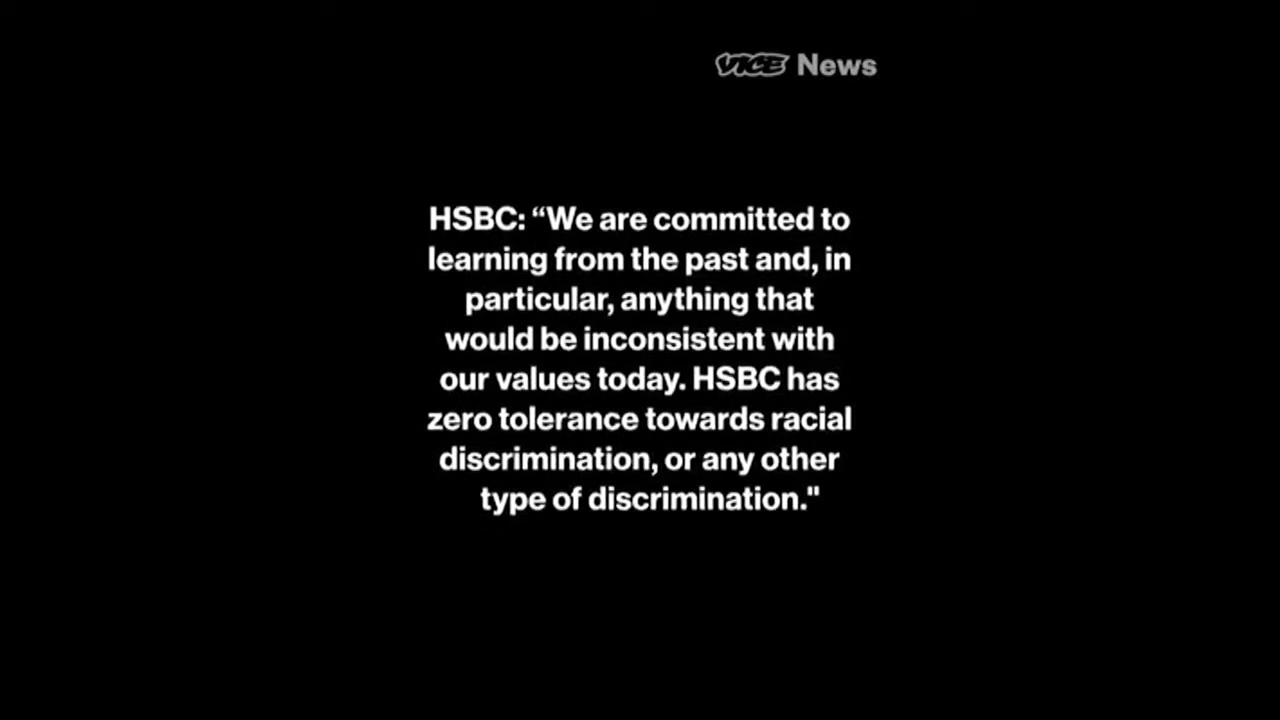 VICE News
HSBC: “We are committed to
learning from the past and, in
particular, anything that
would be inconsistent with
our values today. HSBC has
zero tolerance towards racial
discrimination, or any other
type of discrimination."